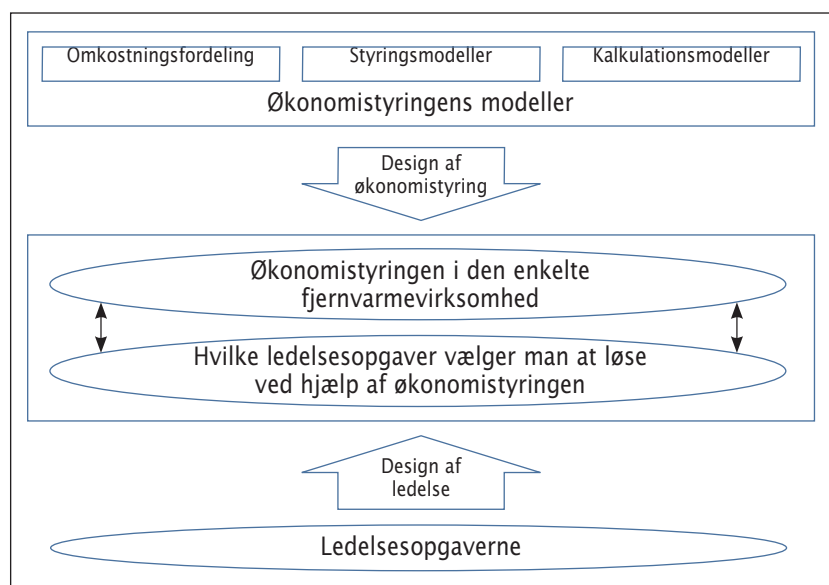 Omkostningsfordeling
Styringsmodeller
Kalkulationsmodeller
Økonomistyringens modeller
Design af
økonomistyring
Økonomistyringen i den enkelte
fjernvarmevirksomhed
Hvilke ledelsesopgaver vælger man at løse
ved hjælp af økonomistyringen
Design af
ledelse
Ledelsesopgaverne